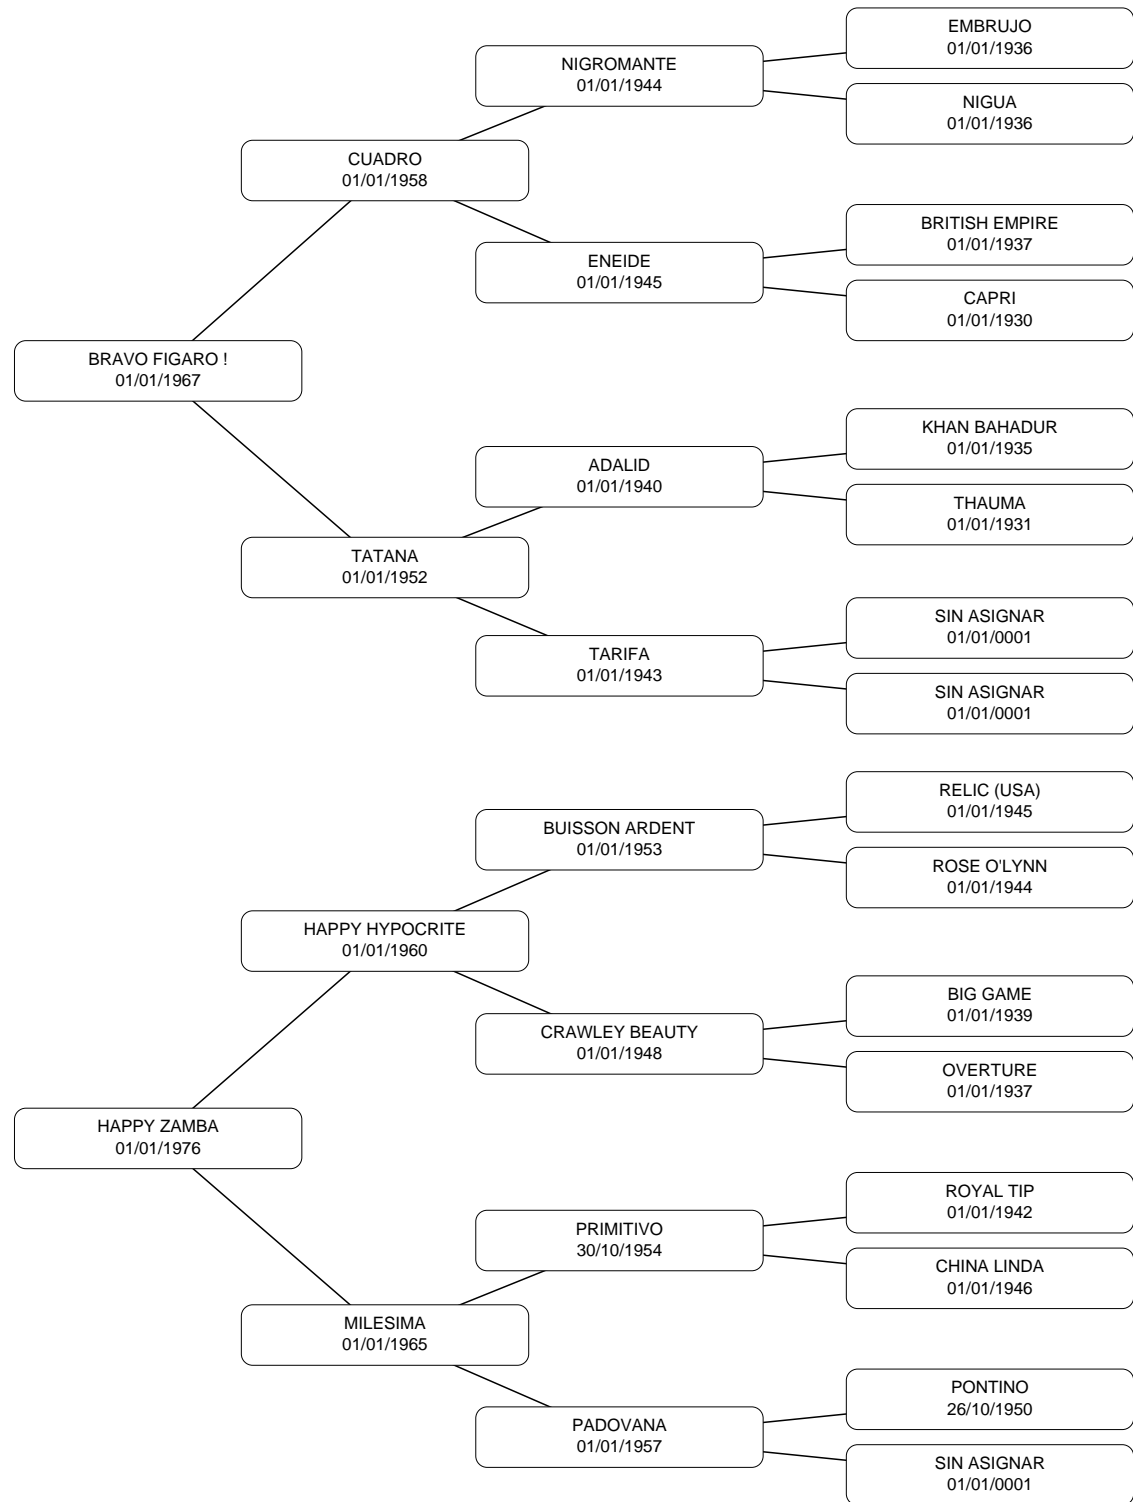 EMBRUJO
01/01/1936
NIGROMANTE
01/01/1944
NIGUA
01/01/1936
CUADRO
01/01/1958
BRITISH EMPIRE
01/01/1937
ENEIDE
01/01/1945
CAPRI
01/01/1930
BRAVO FIGARO !
01/01/1967
KHAN BAHADUR
01/01/1935
ADALID
01/01/1940
THAUMA
01/01/1931
TATANA
01/01/1952
SIN ASIGNAR
01/01/0001
TARIFA
01/01/1943
SIN ASIGNAR
01/01/0001
RELIC (USA)
01/01/1945
BUISSON ARDENT
01/01/1953
ROSE O'LYNN
01/01/1944
HAPPY HYPOCRITE
01/01/1960
BIG GAME
01/01/1939
CRAWLEY BEAUTY
01/01/1948
OVERTURE
01/01/1937
HAPPY ZAMBA
01/01/1976
ROYAL TIP
01/01/1942
PRIMITIVO
30/10/1954
CHINA LINDA
01/01/1946
MILESIMA
01/01/1965
PONTINO
26/10/1950
PADOVANA
01/01/1957
SIN ASIGNAR
01/01/0001